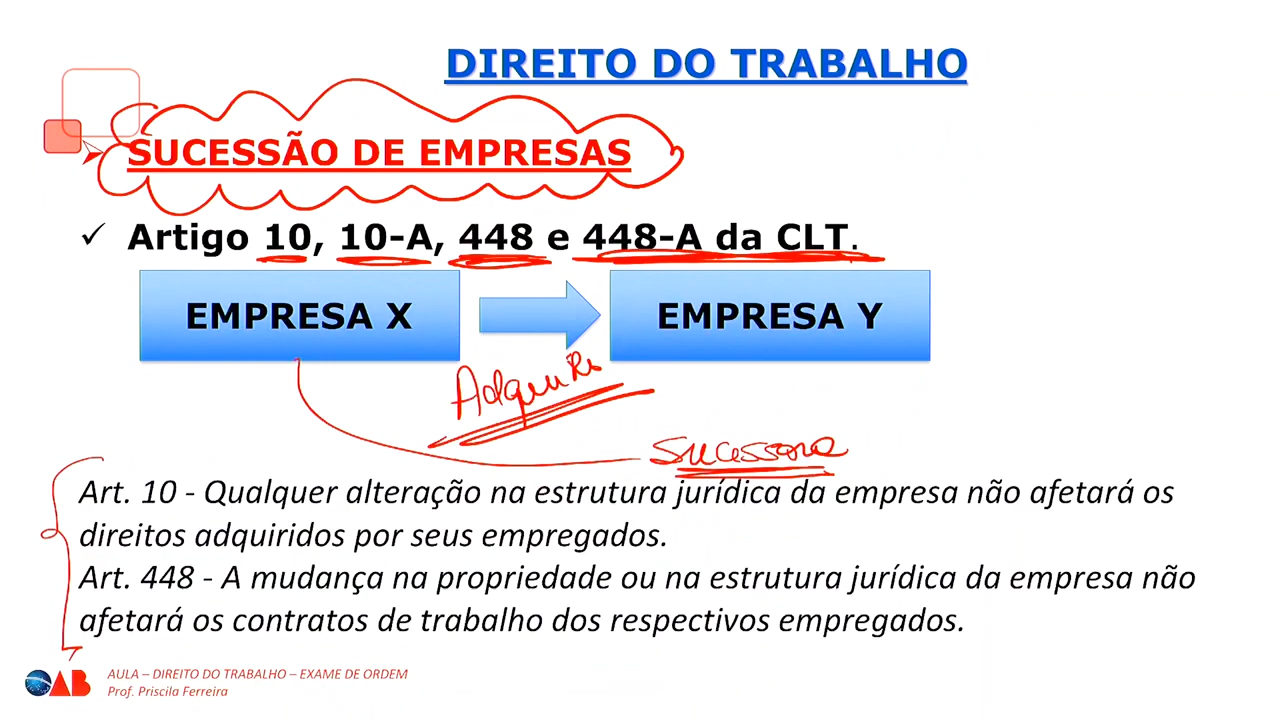 DIREITO DO TRABALHO
SUCESSÃO DE EMPRESAS
✓ Artigo 10, 10-A, 448 e 448-A da CLT.
EMPRESA X
EMPRESA Y
Sucessora
Art. 10 - Qualquer alteração na estrutura jurídica da empresa não afetará os
direitos adquiridos por seus empregados.
Art. 448 - A mudança na propriedade ou na estrutura jurídica da empresa não
afetará os contratos de trabalho dos respectivos empregados.
OAB
AULA – DIREITO DO TRABALHO – EXAME DE ORDEM
Prof. Priscila Ferreira